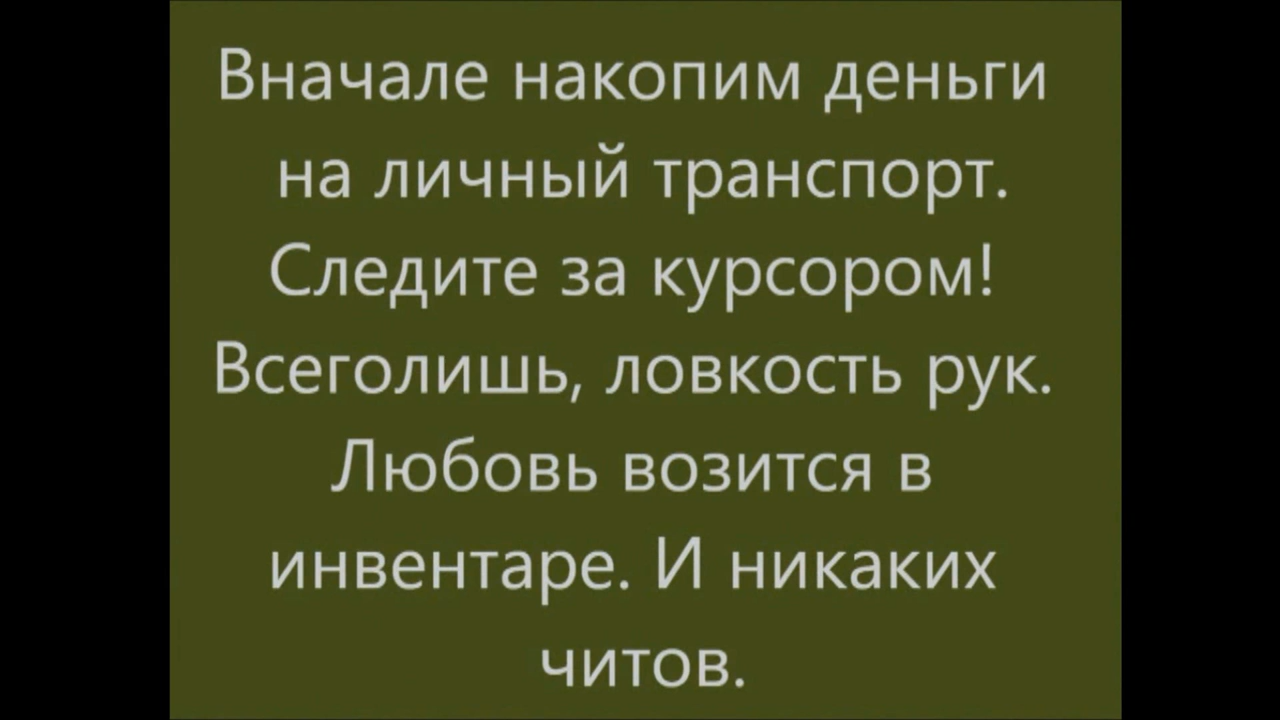 Вначале накопим деньги
на личный транспорт.
Следите за курсором!
Всеголишь, ловкость рук.
Любовь возится в
инвентаре. И никаких
читов.